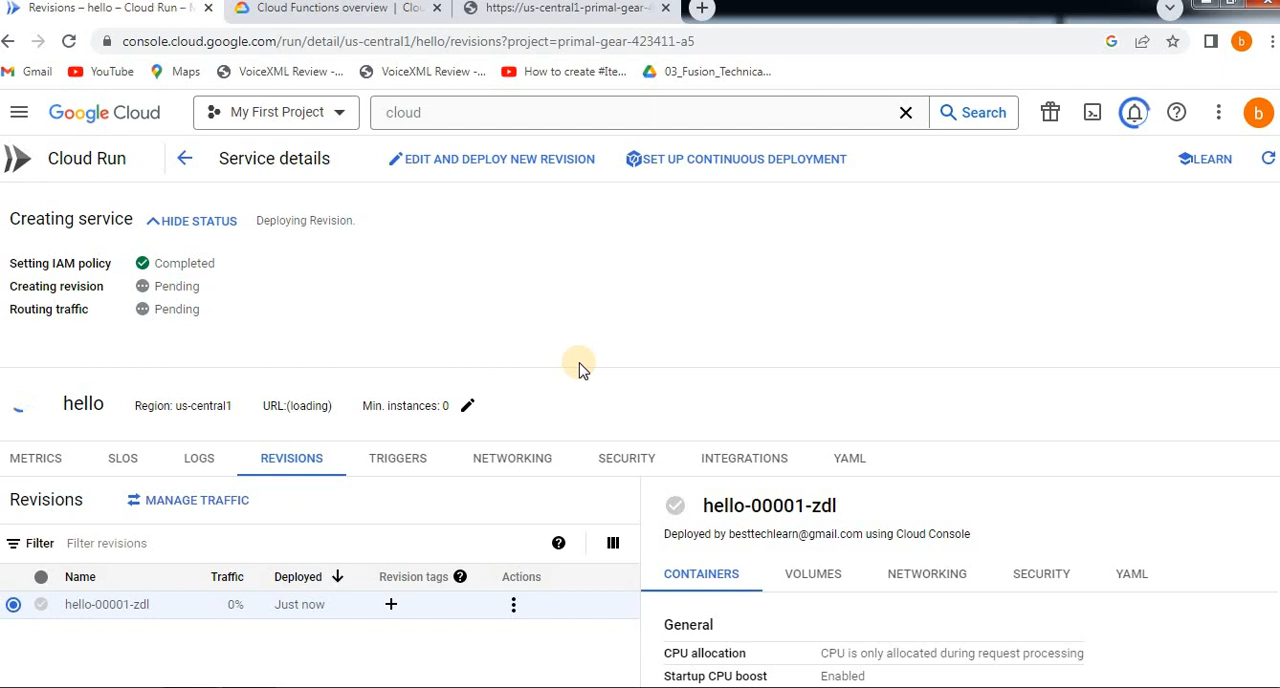 Revisions – hello – Cloud Run – N
Cloud Functions overview | Clou
https://us-central1-primal-gear-4
console.cloud.google.com/run/detail/us-central1/hello/revisions?project=primal-gear-423411-a5
b
Gmail YouTube Maps VoiceXML Review -... VoiceXML Review -... How to create #Ite... 03_Fusion_Technica...
Google Cloud My First Project cloud Search b
Cloud Run Service details EDIT AND DEPLOY NEW REVISION SET UP CONTINUOUS DEPLOYMENT LEARN
Creating service HIDE STATUS Deploying Revision.
Setting IAM policy Completed
Creating revision Pending
Routing traffic Pending
hello Region: us-central1 URL:(loading) Min. instances: 0
METRICS SLOS LOGS REVISIONS TRIGGERS NETWORKING SECURITY INTEGRATIONS YAML
Revisions MANAGE TRAFFIC
Filter Filter revisions
Name Traffic Deployed Revision tags Actions
hello-00001-zdl 0% Just now
hello-00001-zdl
Deployed by besttechlearn@gmail.com using Cloud Console
CONTAINERS VOLUMES NETWORKING SECURITY YAML
General
CPU allocation CPU is only allocated during request processing
Startup CPU boost Enabled